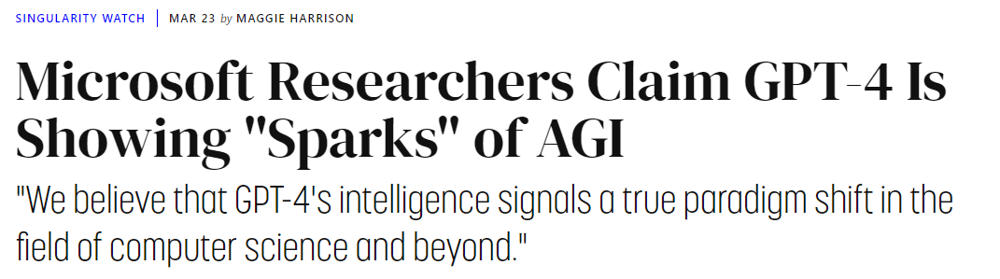 SINGULARITY WATCH | MAR 23 by MAGGIE HARRISON
Microsoft Researchers Claim GPT-4 Is
Showing "Sparks" of AGI
"We believe that GPT-4's intelligence signals a true paradigm shift in the
field of computer science and beyond."